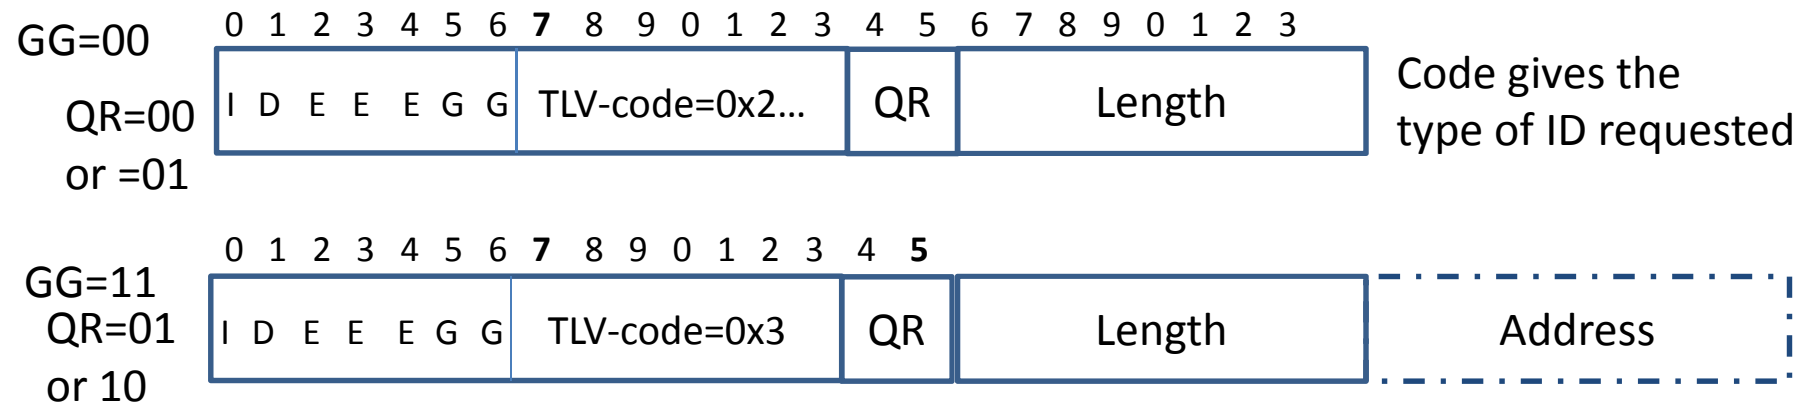 0 1 2 3 4 5 6 7 8 9 0 1 2 3 4 5 6 7 8 9 0 1 2 3
GG=00
QR=00
or =01
I D E E E G G TLV-code=0x2... QR Length
Code gives the
type of ID requested
0 1 2 3 4 5 6 7 8 9 0 1 2 3 4 5
GG=11
QR=01
or 10
I D E E E G G TLV-code=0x3 QR Length Address